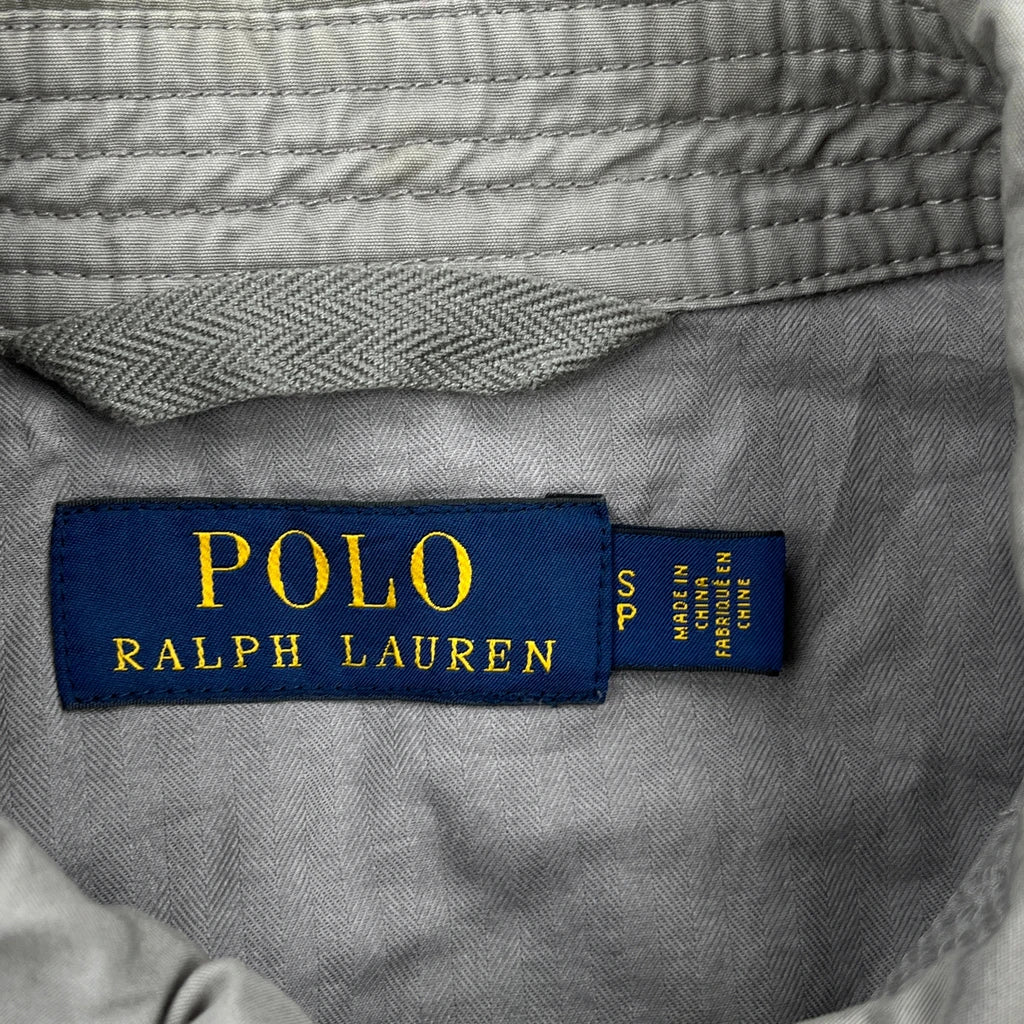 POLO
RALPH LAUREN
S
P
MADE IN
CHINA
FABRIQUÉ EN
CHINE